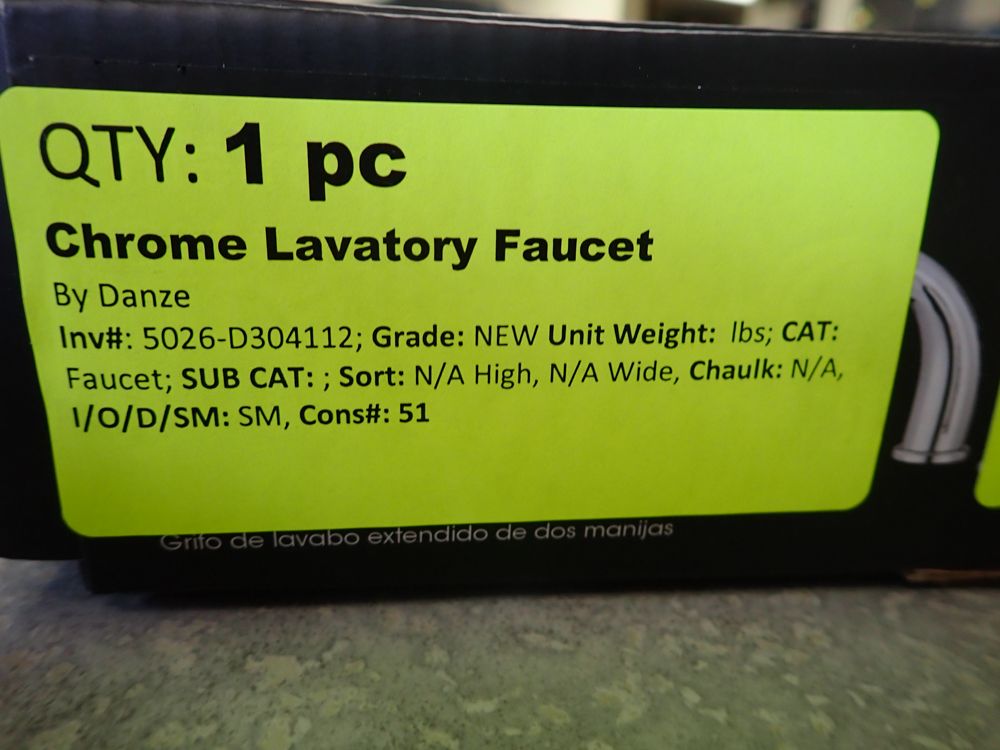 QTY: 1 pc
Chrome Lavatory Faucet
By Danze
Inv#: 5026-D304112; Grade: NEW Unit Weight:  lbs; CAT:
Faucet; SUB CAT: ; Sort: N/A High, N/A Wide, Chaulk: N/A,
I/O/D/SM: SM, Cons#: 51
Grifo de lavabo extendido de dos manijas